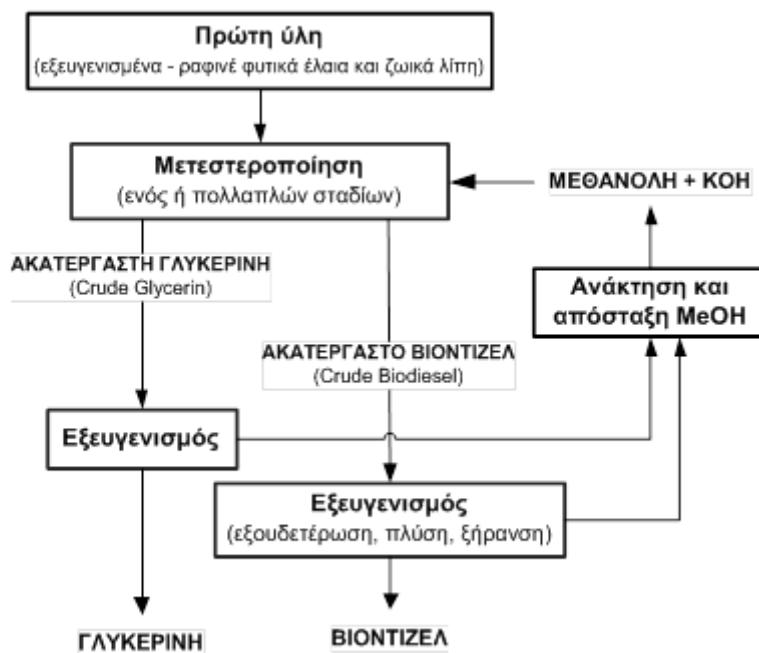 Πρώτη ύλη
(εξευγενισμένα - ραφινέ φυτικά έλαια και ζωικά λίπη)
Μετεστεροποίηση
(ενός ή πολλαπλών σταδίων)
ΜΕΘΑΝΟΛΗ + KOH
ΑΚΑΤΕΡΓΑΣΤΗ ΓΛΥΚΕΡΙΝΗ
(Crude Glycerin)
Ανάκτηση και
απόσταξη MeOH
ΑΚΑΤΕΡΓΑΣΤΟ ΒΙΟΝΤΙΖΕΛ
(Crude Biodiesel)
Εξευγενισμός
Εξευγενισμός
(εξουδετέρωση, πλύση, ξήρανση)
ΓΛΥΚΕΡΙΝΗ
ΒΙΟΝΤΙΖΕΛ